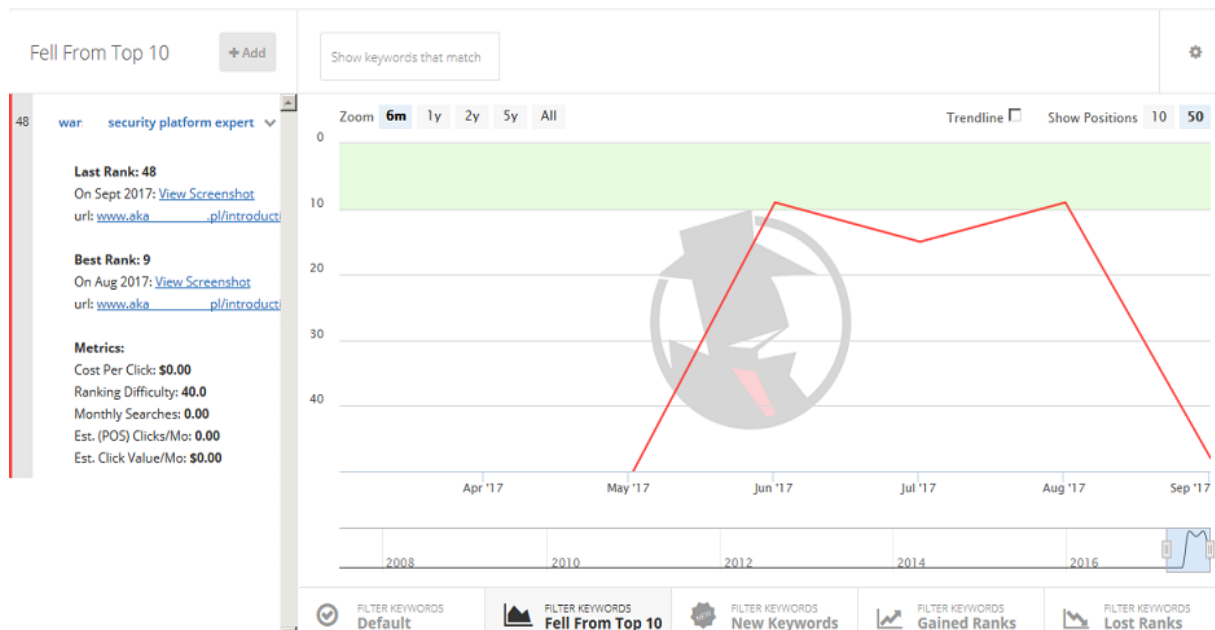 Fell From Top 10
+ Add
Show keywords that match
48
war security platform expert
Last Rank: 48
On Sept 2017: View Screenshot
url: www.aka .pl/introducti
Best Rank: 9
On Aug 2017: View Screenshot
url: www.aka pl/introducti
Metrics:
Cost Per Click: $0.00
Ranking Difficulty: 40.0
Monthly Searches: 0.00
Est. (POS) Clicks/Mo: 0.00
Est. Click Value/Mo: $0.00
Zoom 6m 1y 2y 5y All
Trendline Show Positions 10 50
0
10
20
30
40
Apr '17 May '17 Jun '17 Jul '17 Aug '17 Sep '17
2008 2010 2012 2014 2016
FILTER KEYWORDS
Default
FILTER KEYWORDS
Fell From Top 10
NEW
FILTER KEYWORDS
New Keywords
FILTER KEYWORDS
Gained Ranks
FILTER KEYWORDS
Lost Ranks